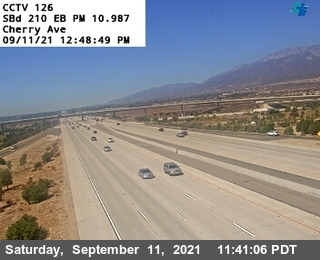 CCTV 126
SBd 210 EB PM 10.987
Cherry Ave
09/11/21 12:48:49 PM
Saturday, September 11, 2021 11:41:06 PDT